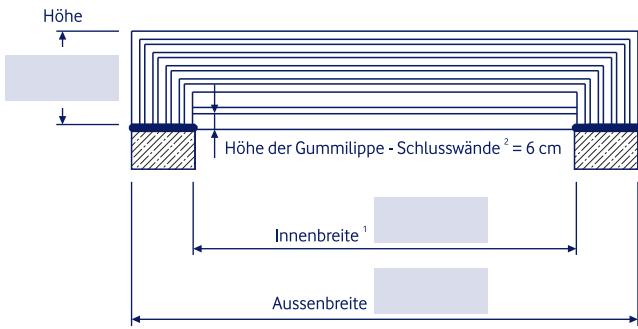 Höhe
Höhe der Gummilippe - Schlusswände ² = 6 cm
Innenbreite ¹
Aussenbreite